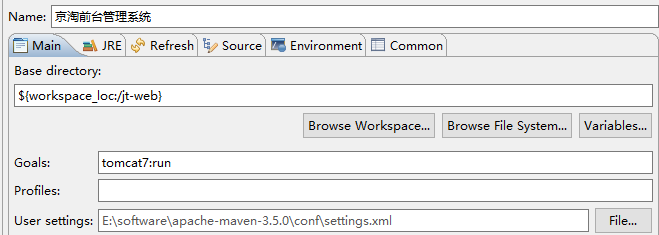 Name: 京淘前台管理系统
Main JRE Refresh Source Environment Common
Base directory:
${workspace_loc:/jt-web}
Browse Workspace... Browse File System... Variables...
Goals: tomcat7:run
Profiles:
User settings: E:\software\apache-maven-3.5.0\conf\settings.xml File...